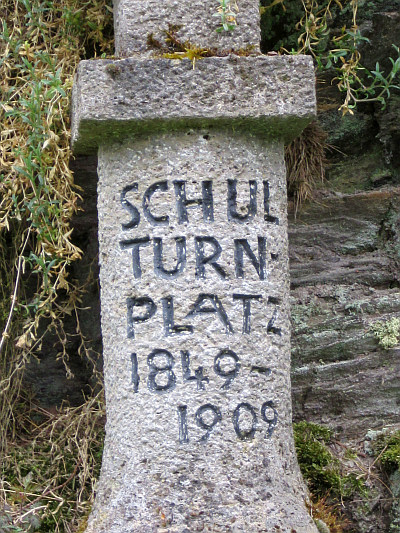 SCHUL
TURN-
PLATZ
1849-
1909